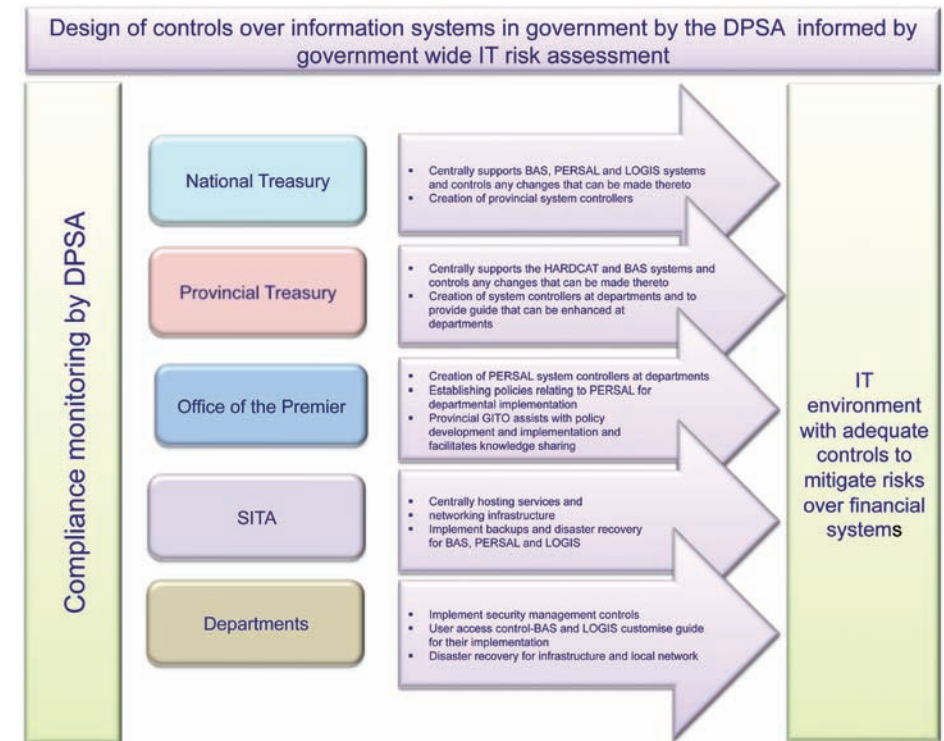 Design of controls over information systems in government by the DPSA informed by
government wide IT risk assessment
Compliance monitoring by DPSA
National Treasury
▪ Centrally supports BAS, PERSAL and LOGIS systems
and controls any changes that can be made thereto
▪ Creation of provincial system controllers
Provincial Treasury
▪ Centrally supports the HARDCAT and BAS systems and
controls any changes that can be made thereto
▪ Creation of system controllers at departments and to
provide guide that can be enhanced at
departments
Office of the Premier
▪ Creation of PERSAL system controllers at departments
▪ Establishing policies relating to PERSAL for
departmental implementation
▪ Provincial GITO assists with policy
development and implementation and
facilitates knowledge sharing
SITA
▪ Centrally hosting services and
▪ networking infrastructure
▪ Implement backups and disaster recovery
for BAS, PERSAL and LOGIS
Departments
▪ Implement security management controls
▪ User access control-BAS and LOGIS customise guide
for their implementation
▪ Disaster recovery for infrastructure and local network
IT
environment
with adequate
controls to
mitigate risks
over financial
systems